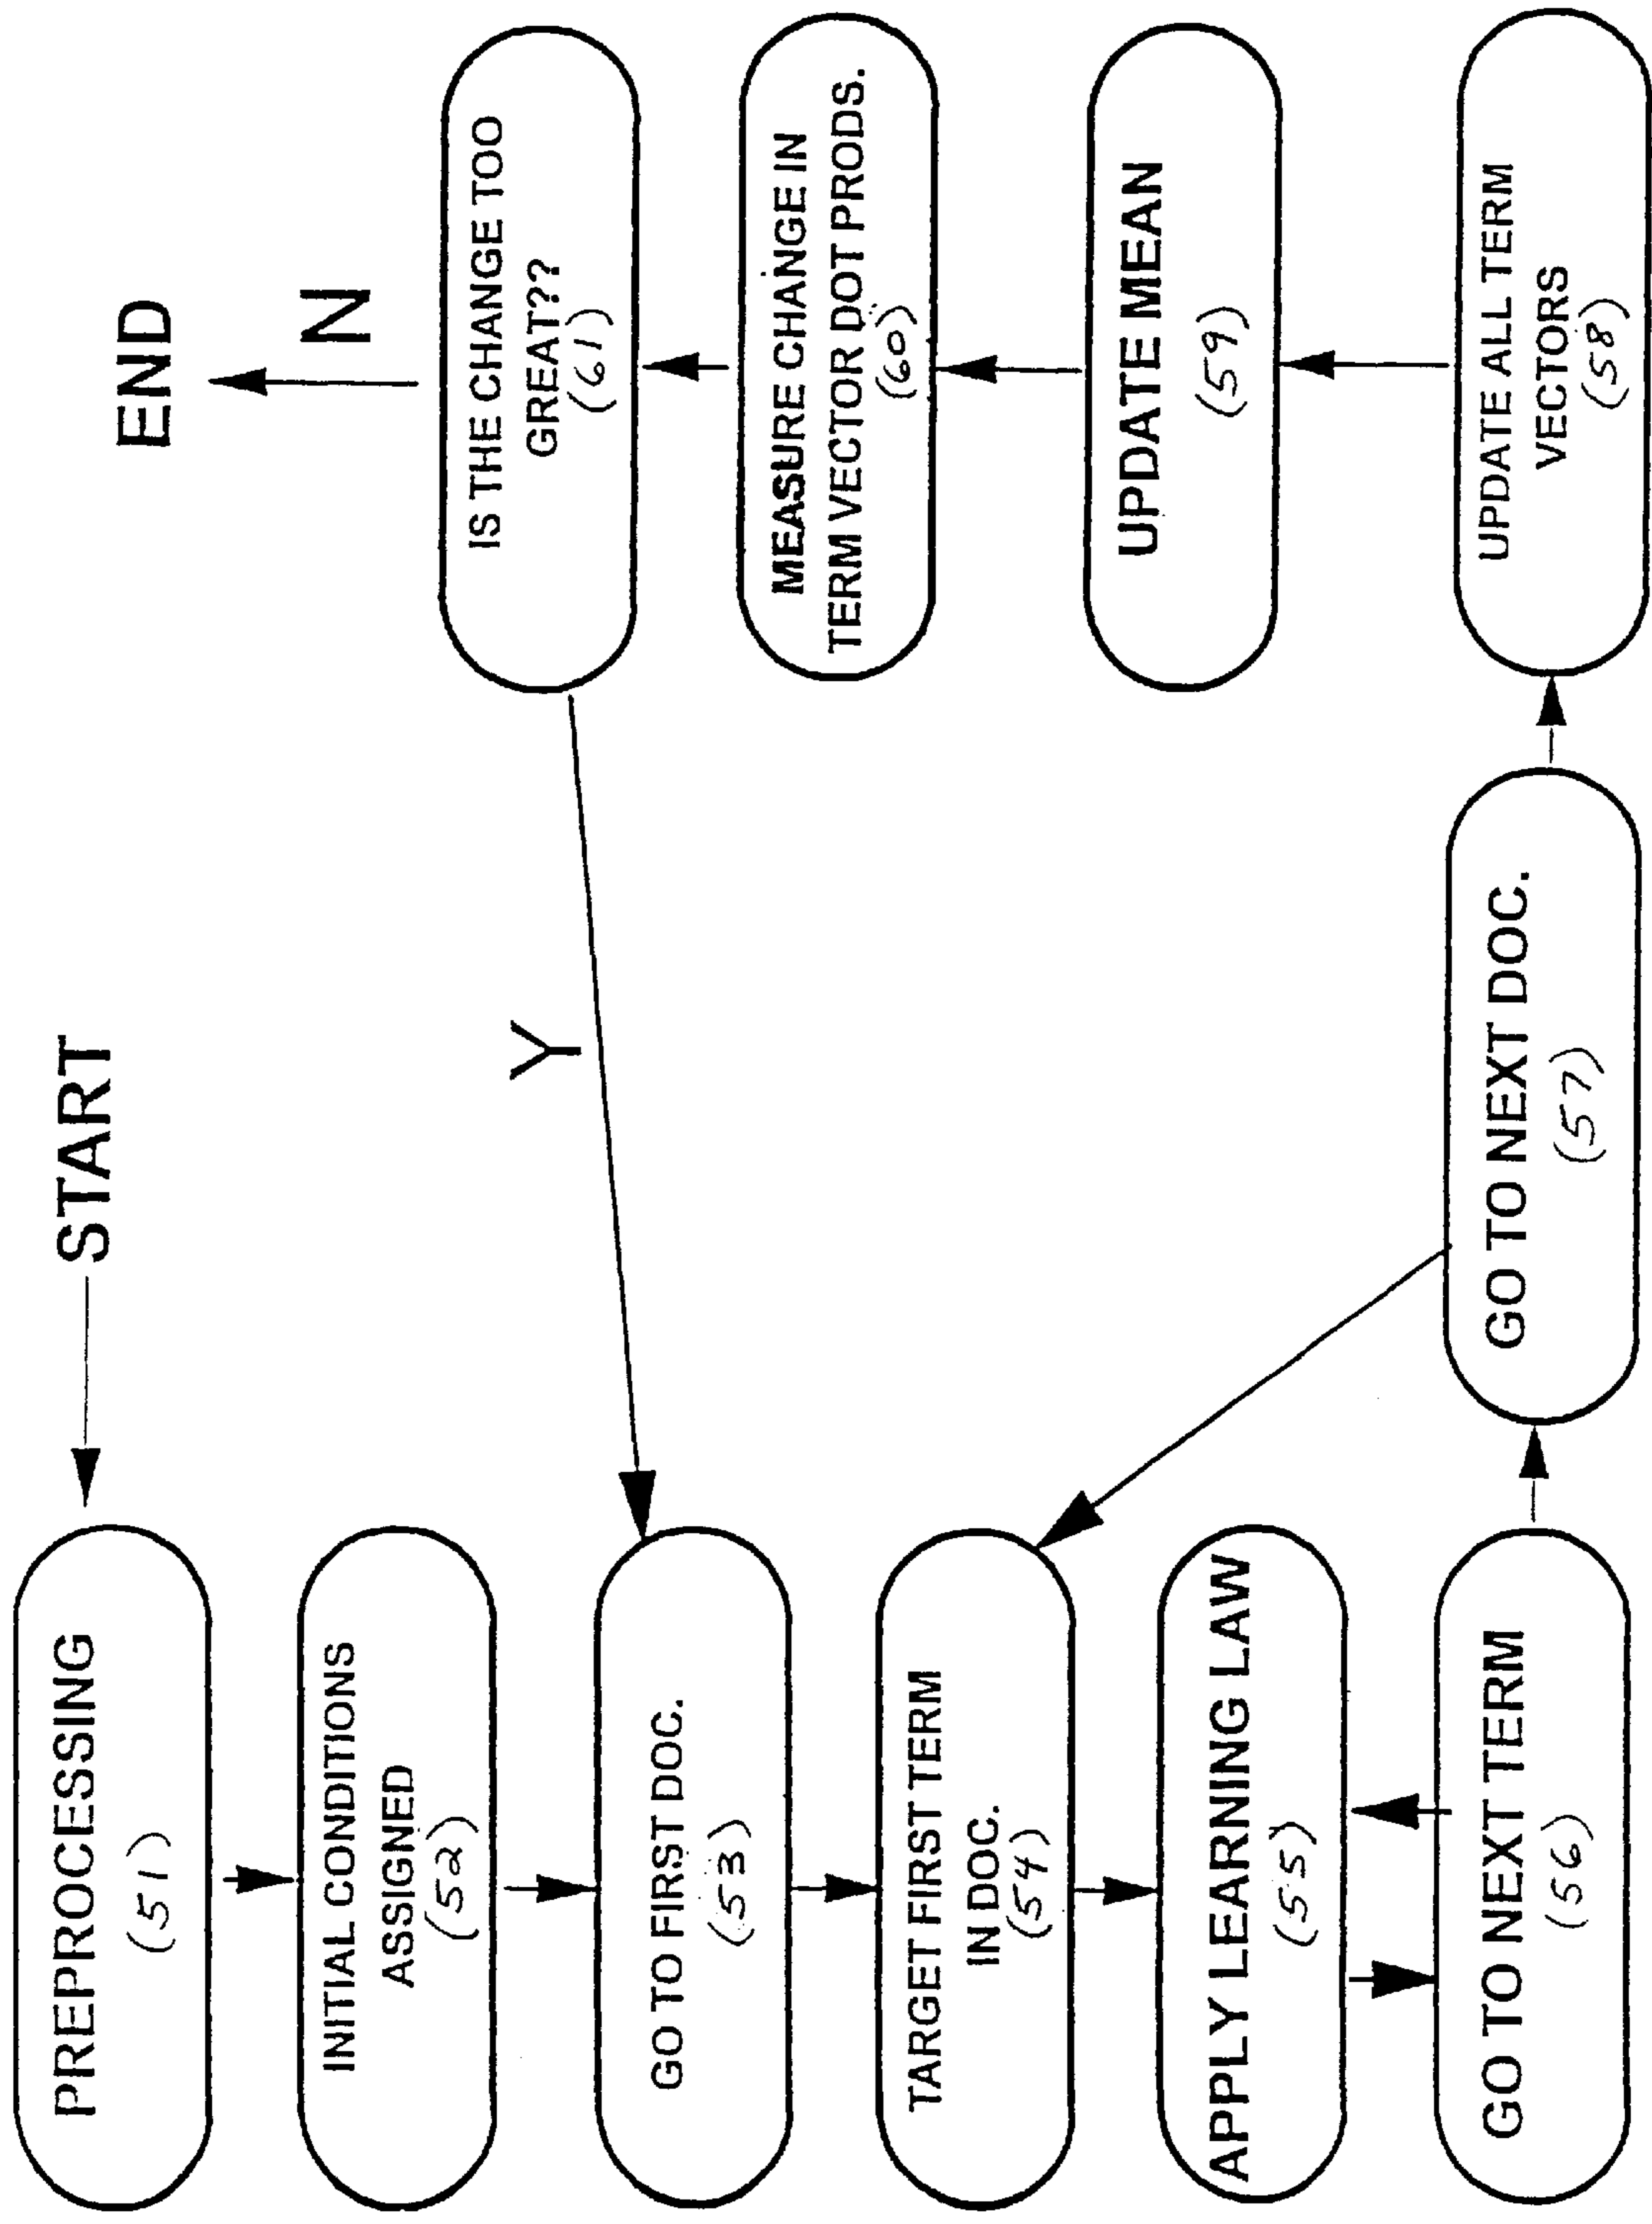 START
PREPROCESSING
(51)
INITIAL CONDITIONS
ASSIGNED
(52)
GO TO FIRST DOC.
(53)
TARGET FIRST TERM
IN DOC.
(54)
APPLY LEARNING LAW
(55)
GO TO NEXT TERM
(56)
GO TO NEXT DOC.
(57)
UPDATE ALL TERM
VECTORS
(58)
UPDATE MEAN
(59)
MEASURE CHANGE IN
TERM VECTOR DOT PRODS.
(60)
IS THE CHANGE TOO
GREAT??
(61)
Y
N
END